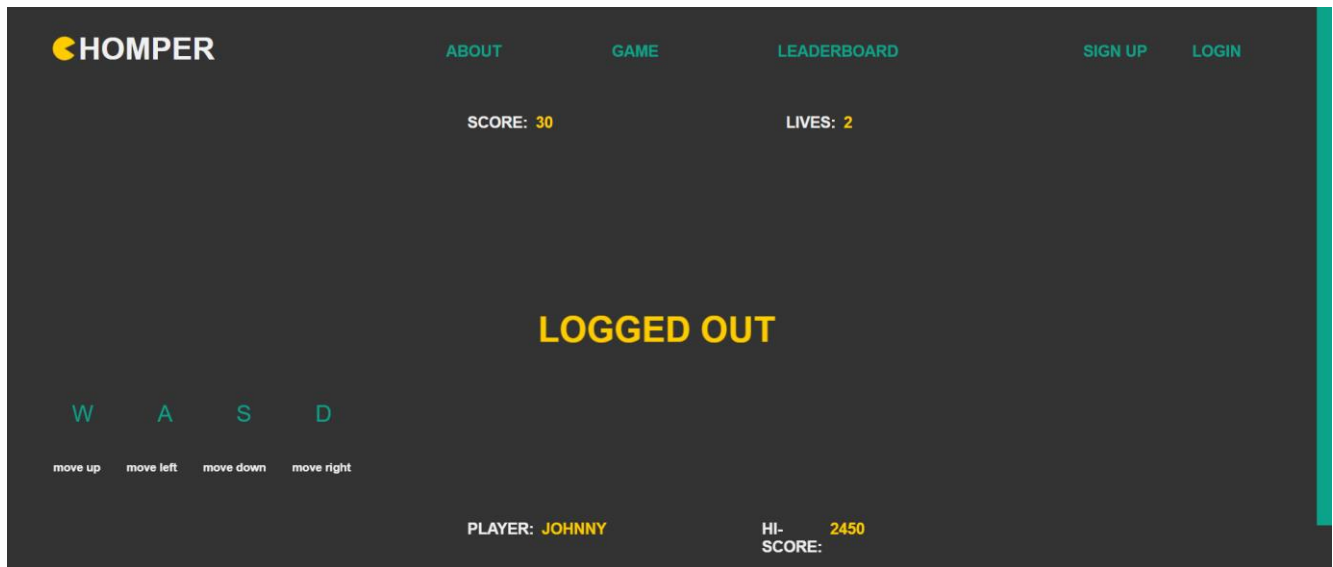 HOMPER ABOUT GAME LEADERBOARD SIGN UP LOGIN
SCORE: 30 LIVES: 2
LOGGED OUT
W A S D
move up move left move down move right
PLAYER: JOHNNY HI- 2450
SCORE: